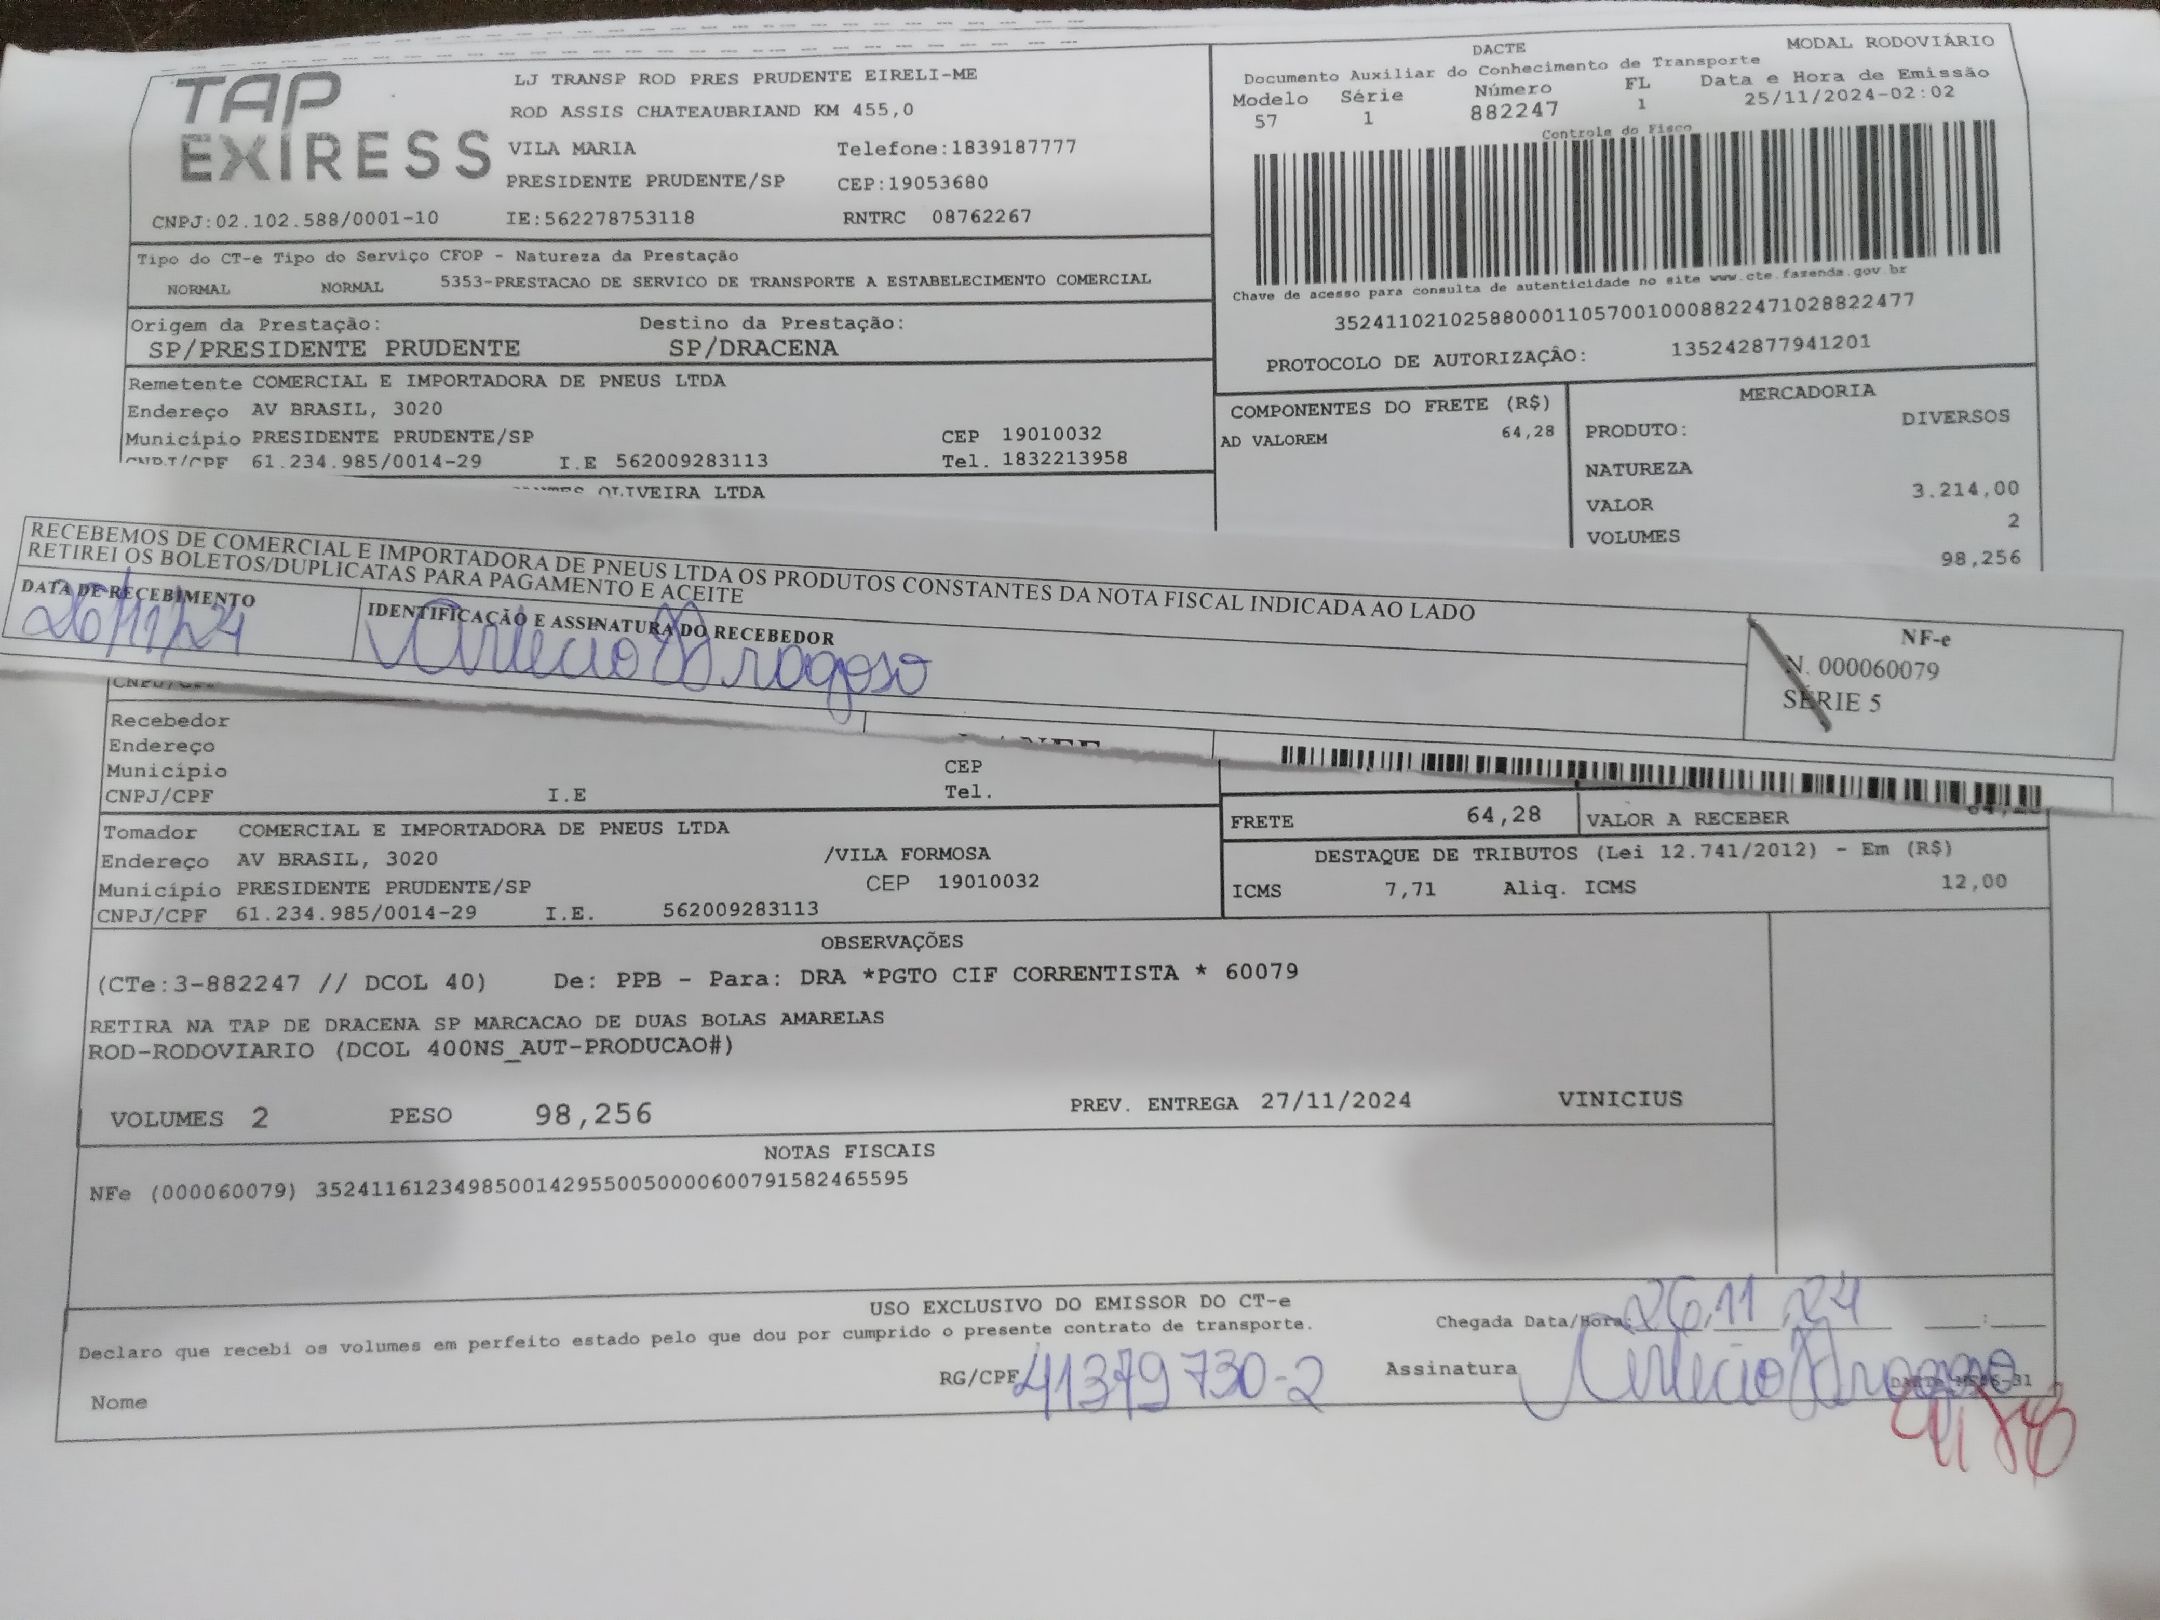 TAP
EXIRESS
LJ TRANSP ROD PRES PRUDENTE EIRELI-ME
ROD ASSIS CHATEAUBRIAND KM 455,0
VILA MARIA Telefone:1839187777
PRESIDENTE PRUDENTE/SP CEP:19053680
CNPJ:02.102.588/0001-10 IE:562278753118 RNTRC 08762267
DACTE MODAL RODOVIÁRIO
Documento Auxiliar do Conhecimento de Transporte
Modelo Série Número FL Data e Hora de Emissão
57 1 882247 1 25/11/2024-02:02
Controle do Fisco
Chave de acesso para consulta de autenticidade no site www.cte.fazenda.gov.br
35241102102588000110570010008822471028822477
PROTOCOLO DE AUTORIZAÇÃO: 135242877941201
Tipo do CT-e Tipo do Serviço CFOP - Natureza da Prestação
NORMAL NORMAL 5353-PRESTACAO DE SERVICO DE TRANSPORTE A ESTABELECIMENTO COMERCIAL
Origem da Prestação: Destino da Prestação:
SP/PRESIDENTE PRUDENTE SP/DRACENA
Remetente COMERCIAL E IMPORTADORA DE PNEUS LTDA
Endereço AV BRASIL, 3020
Município PRESIDENTE PRUDENTE/SP CEP 19010032
CNPJ/CPF 61.234.985/0014-29 I.E 562009283113 Tel. 1832213958
OLIVEIRA LTDA
COMPONENTES DO FRETE (R$)
AD VALOREM 64,28
MERCADORIA
PRODUTO: DIVERSOS
NATUREZA
VALOR 3.214,00
VOLUMES 2
98,256
RECEBEMOS DE COMERCIAL E IMPORTADORA DE PNEUS LTDA OS PRODUTOS CONSTANTES DA NOTA FISCAL INDICADA AO LADO
RETIREI OS BOLETOS/DUPLICATAS PARA PAGAMENTO E ACEITE
DATA DE RECEBIMENTO IDENTIFICAÇÃO E ASSINATURA DO RECEBEDOR
26/11/24
NF-e
N. 000060079
SÉRIE 5
Recebedor
Endereço
Município CEP
CNPJ/CPF I.E Tel.
Tomador COMERCIAL E IMPORTADORA DE PNEUS LTDA
Endereço AV BRASIL, 3020 /VILA FORMOSA
Município PRESIDENTE PRUDENTE/SP CEP 19010032
CNPJ/CPF 61.234.985/0014-29 I.E. 562009283113
FRETE 64,28 VALOR A RECEBER
DESTAQUE DE TRIBUTOS (Lei 12.741/2012) - Em (R$)
ICMS 7,71 Aliq. ICMS 12,00
OBSERVAÇÕES
(CTe:3-882247 // DCOL 40) De: PPB - Para: DRA *PGTO CIF CORRENTISTA * 60079
RETIRA NA TAP DE DRACENA SP MARCACAO DE DUAS BOLAS AMARELAS
ROD-RODOVIARIO (DCOL 400NS_AUT-PRODUCAO#)
VOLUMES 2 PESO 98,256 PREV. ENTREGA 27/11/2024 VINICIUS
NOTAS FISCAIS
NFe (000060079) 35241161234985001429550050000600791582465595
USO EXCLUSIVO DO EMISSOR DO CT-e
Declaro que recebi os volumes em perfeito estado pelo que dou por cumprido o presente contrato de transporte.
Chegada Data/Hora: 26,11,24
Nome RG/CPF 41379730-2 Assinatura